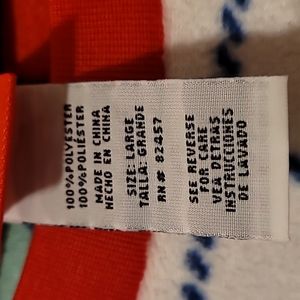 100%POLYESTER
100%POLIÉSTER
MADE IN CHINA
HECHO EN CHINA
SIZE: LARGE
TALLA: GRANDE
RN# 82457
SEE REVERSE
FOR CARE
VEA DETRAS
INSTRUCCIONES
DE LAVADO